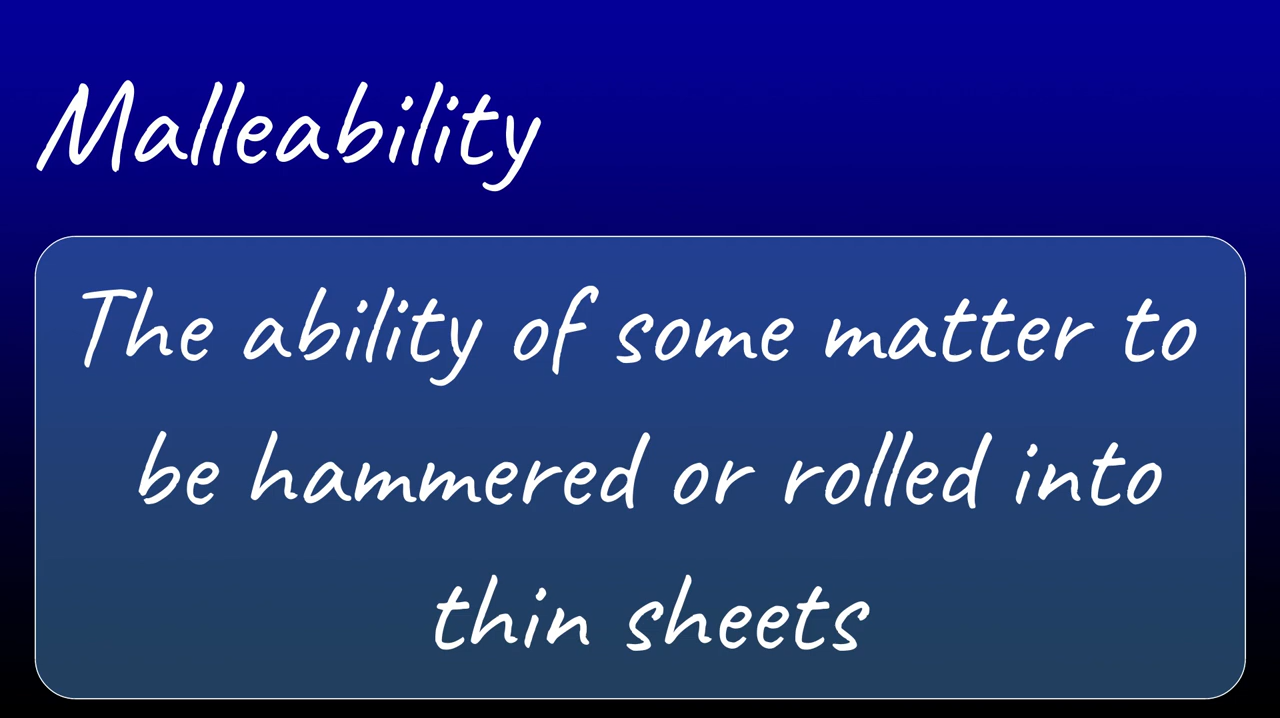 Malleability
The ability of some matter to
be hammered or rolled into
thin sheets